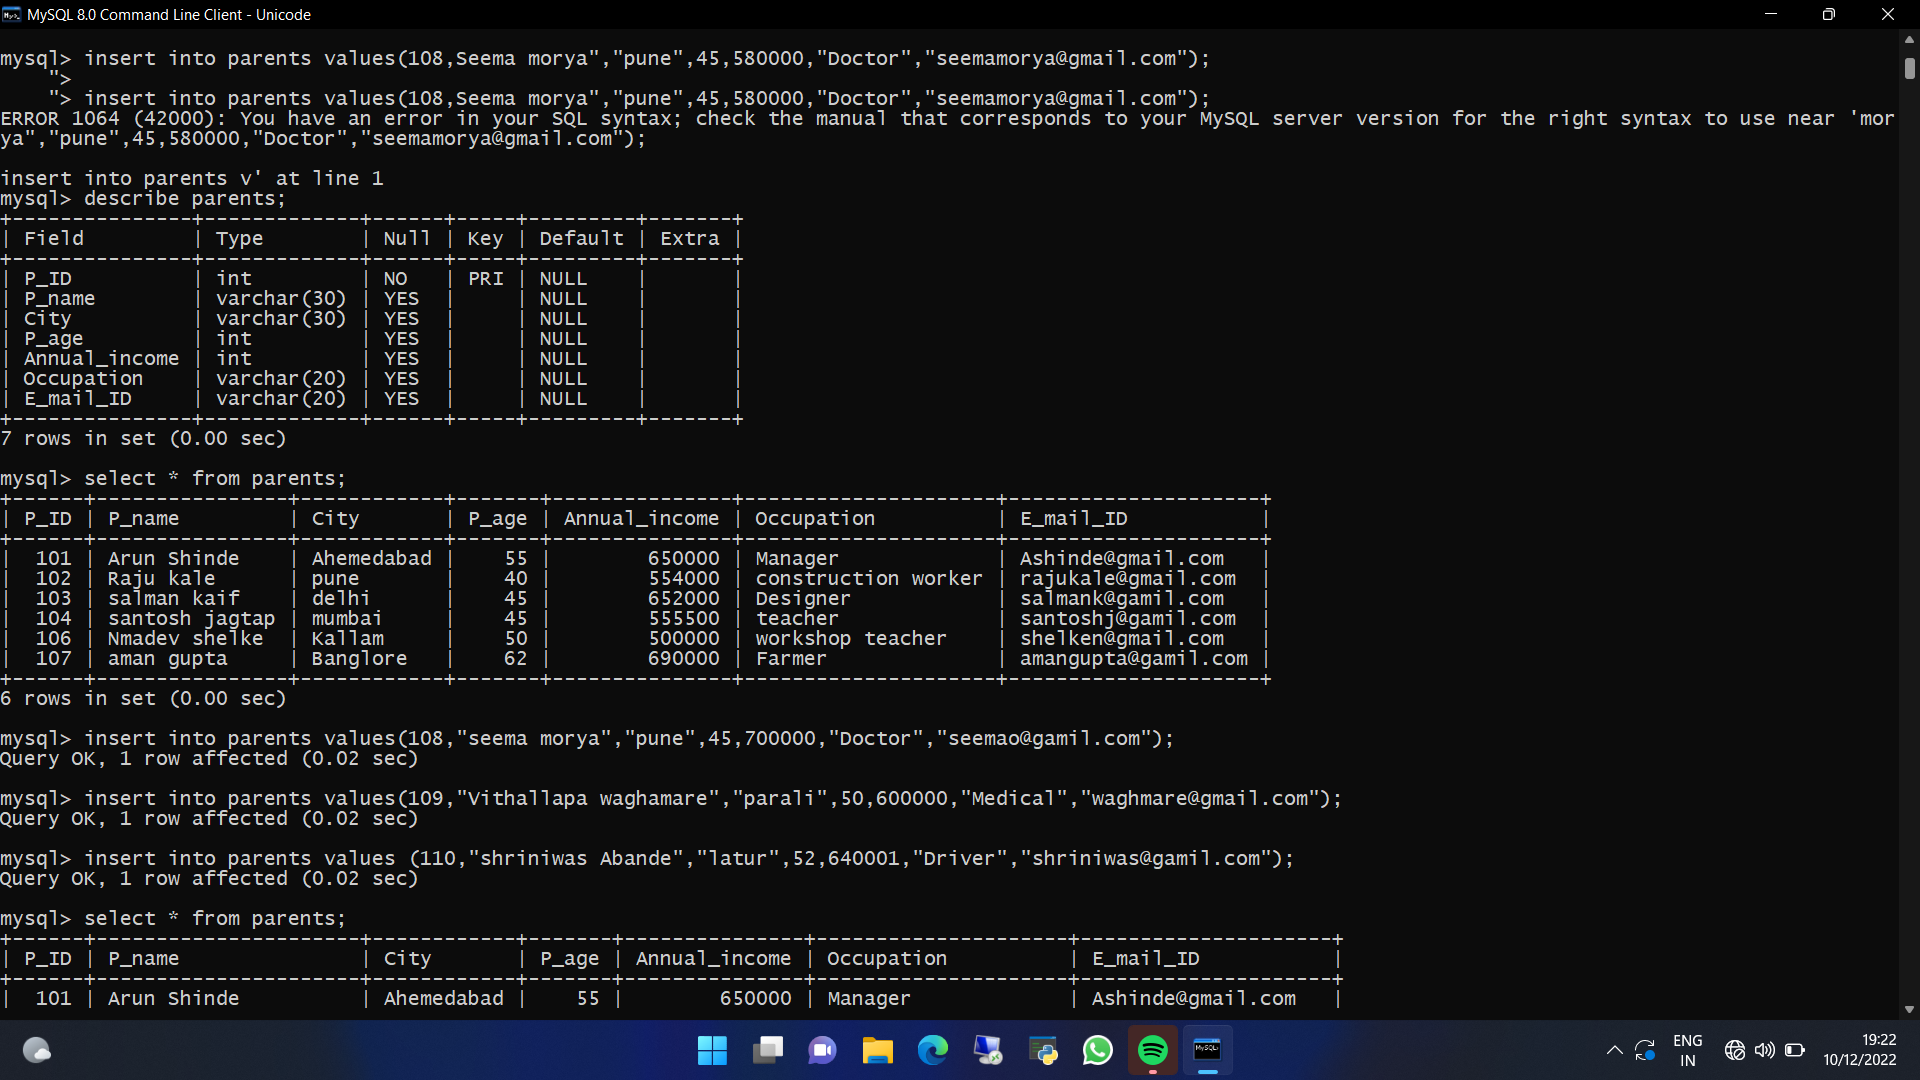 MySQL 8.0 Command Line Client - Unicode
mysql> insert into parents values(108,Seema morya","pune",45,580000,"Doctor","seemamorya@gmail.com");
    ">
    "> insert into parents values(108,Seema morya","pune",45,580000,"Doctor","seemamorya@gmail.com");
ERROR 1064 (42000): You have an error in your SQL syntax; check the manual that corresponds to your MySQL server version for the right syntax to use near 'mor
ya","pune",45,580000,"Doctor","seemamorya@gmail.com");
insert into parents v' at line 1
mysql> describe parents;
+---------------+-------------+------+-----+---------+-------+
| Field         | Type        | Null | Key | Default | Extra |
+---------------+-------------+------+-----+---------+-------+
| P_ID          | int         | NO   | PRI | NULL    |       |
| P_name        | varchar(30) | YES  |     | NULL    |       |
| City          | varchar(30) | YES  |     | NULL    |       |
| P_age         | int         | YES  |     | NULL    |       |
| Annual_income | int         | YES  |     | NULL    |       |
| Occupation    | varchar(20) | YES  |     | NULL    |       |
| E_mail_ID     | varchar(20) | YES  |     | NULL    |       |
+---------------+-------------+------+-----+---------+-------+
7 rows in set (0.00 sec)
mysql> select * from parents;
+------+----------------+------------+-------+---------------+---------------------+---------------------+
| P_ID | P_name         | City       | P_age | Annual_income | Occupation          | E_mail_ID           |
+------+----------------+------------+-------+---------------+---------------------+---------------------+
|  101 | Arun Shinde    | Ahemedabad |    55 |        650000 | Manager             | Ashinde@gmail.com   |
|  102 | Raju kale      | pune       |    40 |        554000 | construction worker | rajukale@gmail.com  |
|  103 | salman kaif    | delhi      |    45 |        652000 | Designer            | salmank@gamil.com   |
|  104 | santosh jagtap | mumbai     |    45 |        555500 | teacher             | santoshj@gamil.com  |
|  106 | Nmadev shelke  | Kallam     |    50 |        500000 | workshop teacher    | shelken@gmail.com   |
|  107 | aman gupta     | Banglore   |    62 |        690000 | Farmer              | amangupta@gamil.com |
+------+----------------+------------+-------+---------------+---------------------+---------------------+
6 rows in set (0.00 sec)
mysql> insert into parents values(108,"seema morya","pune",45,700000,"Doctor","seemao@gamil.com");
Query OK, 1 row affected (0.02 sec)
mysql> insert into parents values(109,"Vithallapa waghamare","parali",50,600000,"Medical","waghmare@gmail.com");
Query OK, 1 row affected (0.02 sec)
mysql> insert into parents values (110,"shriniwas Abande","latur",52,640001,"Driver","shriniwas@gamil.com");
Query OK, 1 row affected (0.02 sec)
mysql> select * from parents;
+------+----------------------+------------+-------+---------------+---------------------+---------------------+
| P_ID | P_name               | City       | P_age | Annual_income | Occupation          | E_mail_ID           |
+------+----------------------+------------+-------+---------------+---------------------+---------------------+
|  101 | Arun Shinde          | Ahemedabad |    55 |        650000 | Manager             | Ashinde@gmail.com   |
ENG
IN
19:22
10/12/2022